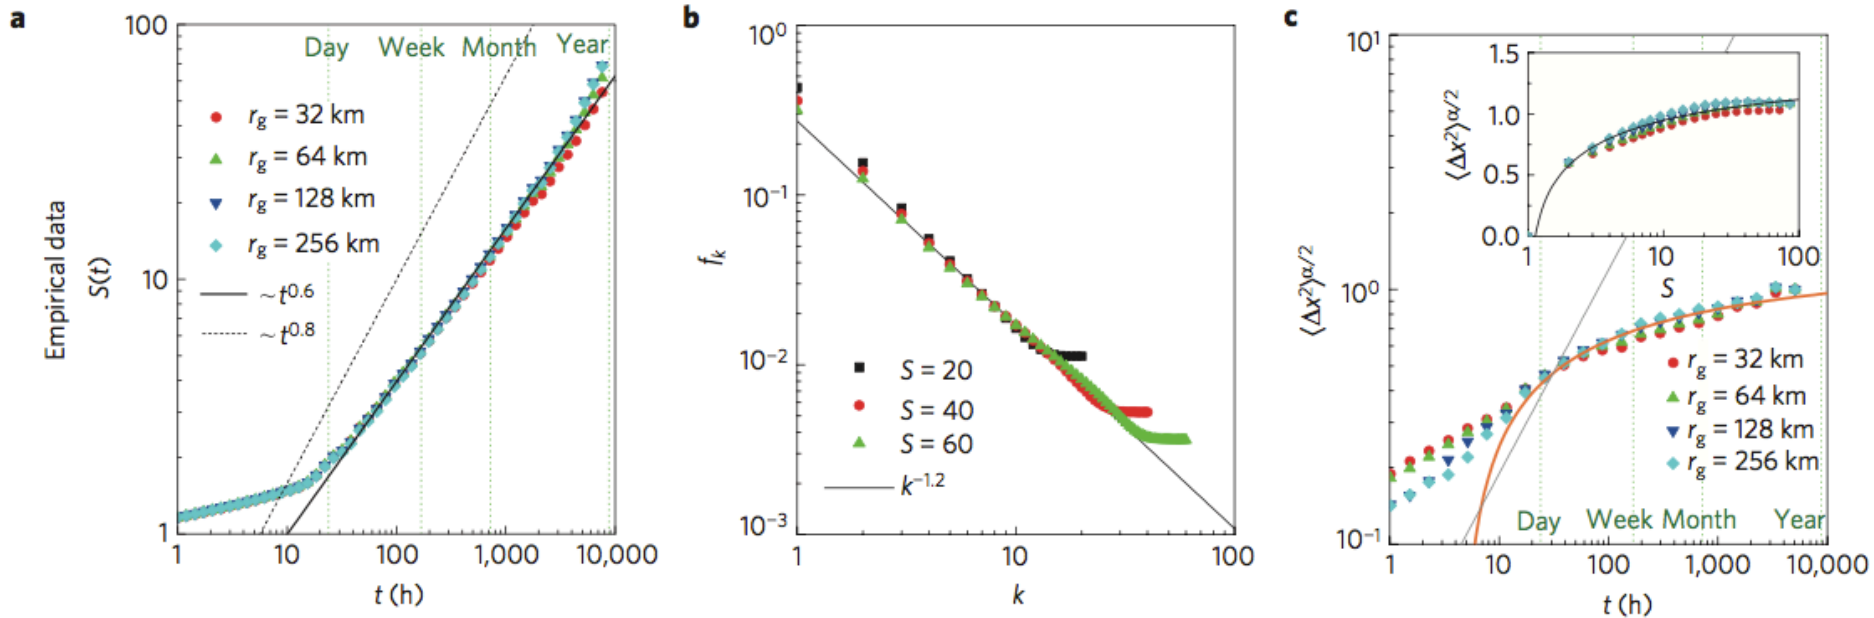 a
100
10
1
Day Week Month Year
r_g = 32 km
r_g = 64 km
r_g = 128 km
r_g = 256 km
~t^0.6
~t^0.8
Empirical data
S(t)
1 10 100 1,000 10,000
t (h)
b
10^0
10^−1
10^−2
10^−3
f_k
S = 20
S = 40
S = 60
k^−1.2
1 10 100
k
c
10^1
10^0
10^−1
⟨Δx^2⟩^α/2
1.5
1.0
0.5
0.0
⟨Δx^2⟩^α/2
1 10 100
S
r_g = 32 km
r_g = 64 km
r_g = 128 km
r_g = 256 km
Day Week Month Year
1 10 100 1,000 10,000
t (h)